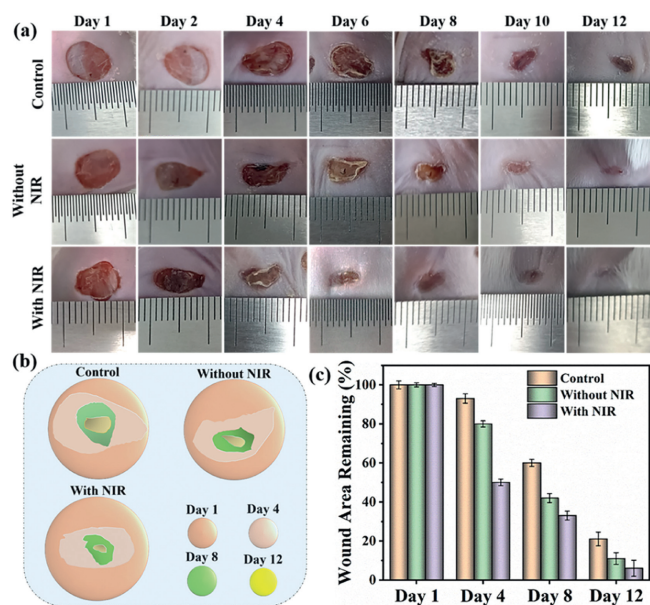 (a)
Day 1 Day 2 Day 4 Day 6 Day 8 Day 10 Day 12
Control
Without
NIR
With NIR
(b)
Control
Without NIR
With NIR
Day 1
Day 4
Day 8
Day 12
(c)
Wound Area Remaining (%)
100
80
60
40
20
0
Control
Without NIR
With NIR
Day 1 Day 4 Day 8 Day 12